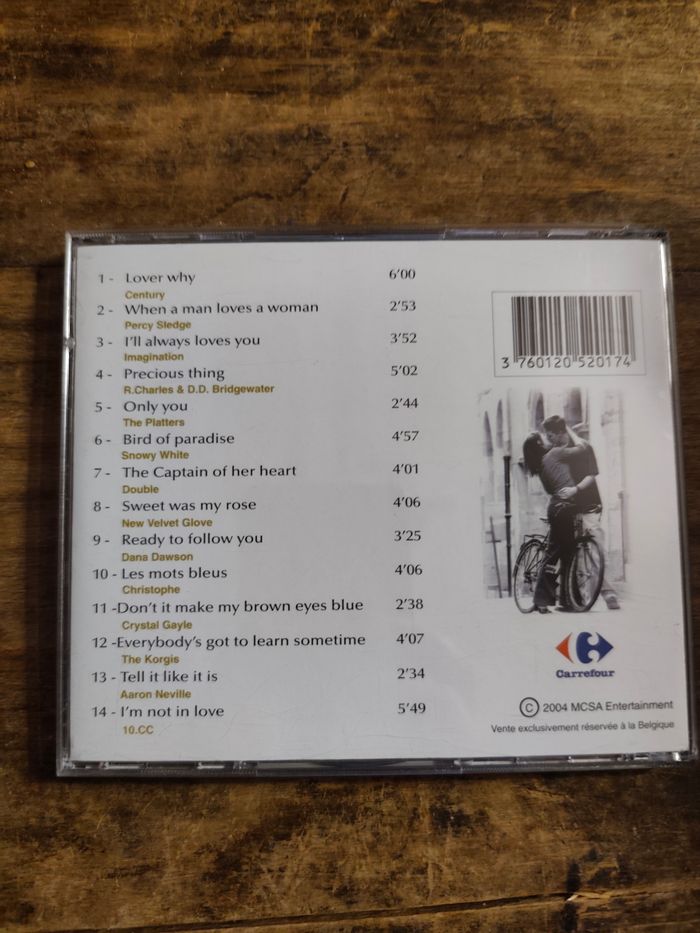 1 - Lover why 6'00
Century
2 - When a man loves a woman 2'53
Percy Sledge
3 - I'll always loves you 3'52
Imagination
4 - Precious thing 5'02
R.Charles & D.D. Bridgewater
5 - Only you 2'44
The Platters
6 - Bird of paradise 4'57
Snowy White
7 - The Captain of her heart 4'01
Double
8 - Sweet was my rose 4'06
New Velvet Glove
9 - Ready to follow you 3'25
Dana Dawson
10 - Les mots bleus 4'06
Christophe
11 -Don't it make my brown eyes blue 2'38
Crystal Gayle
12 -Everybody's got to learn sometime 4'07
The Korgis
13 - Tell it like it is 2'34
Aaron Neville
14 - I'm not in love 5'49
10.CC
3 760120 520174
Carrefour
© 2004 MCSA Entertainment
Vente exclusivement réservée à la Belgique